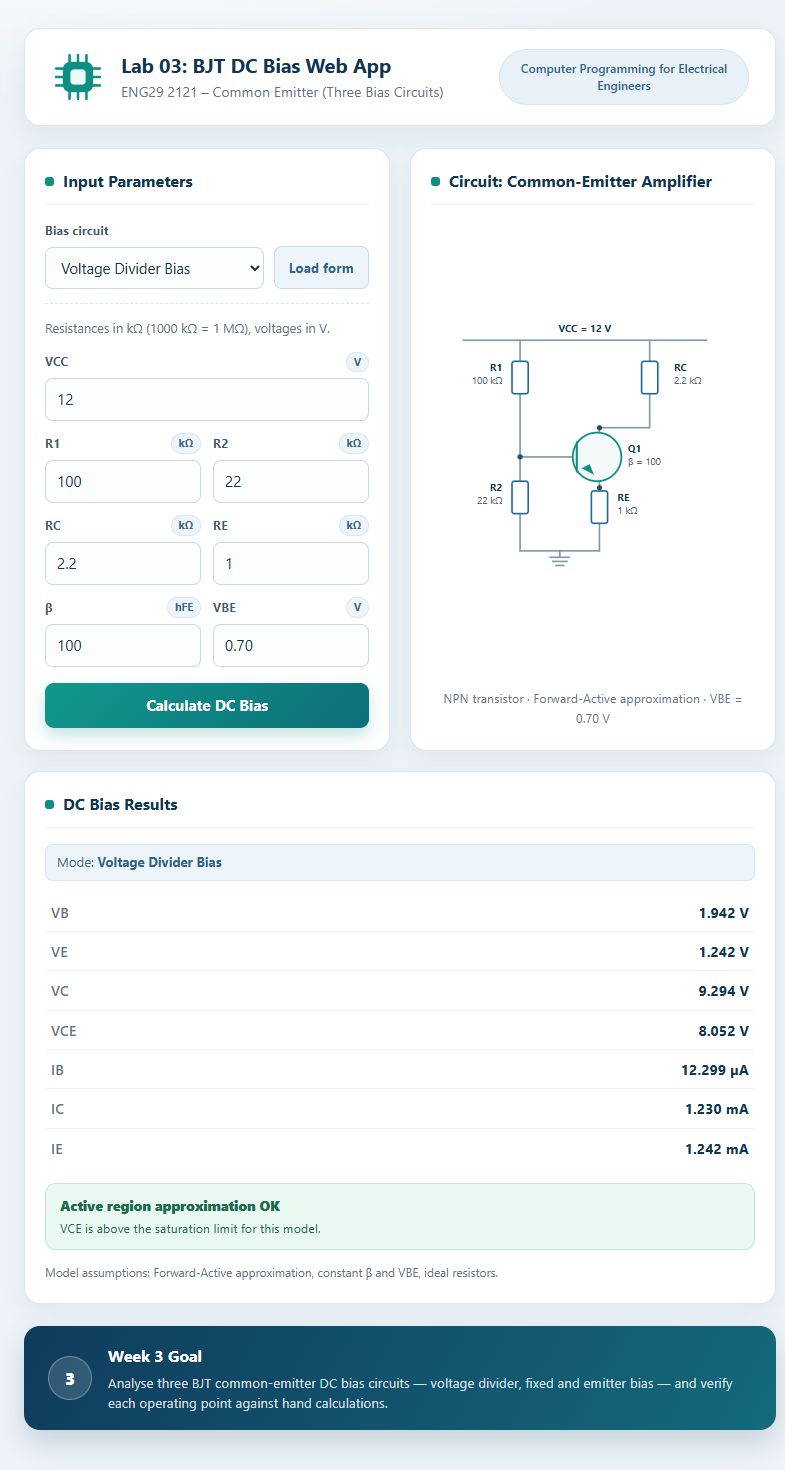 Lab 03: BJT DC Bias Web App
ENG29 2121 – Common Emitter (Three Bias Circuits)
Computer Programming for Electrical
Engineers
Input Parameters
Bias circuit
Voltage Divider Bias
Load form
Resistances in kΩ (1000 kΩ = 1 MΩ), voltages in V.
VCC
V
12
R1
kΩ
R2
kΩ
100
22
RC
kΩ
RE
kΩ
2.2
1
β
hFE
VBE
V
100
0.70
Calculate DC Bias
Circuit: Common-Emitter Amplifier
VCC = 12 V
R1
100 kΩ
RC
2.2 kΩ
Q1
β = 100
R2
22 kΩ
RE
1 kΩ
NPN transistor · Forward-Active approximation · VBE =
0.70 V
DC Bias Results
Mode: Voltage Divider Bias
VB 1.942 V
VE 1.242 V
VC 9.294 V
VCE 8.052 V
IB 12.299 µA
IC 1.230 mA
IE 1.242 mA
Active region approximation OK
VCE is above the saturation limit for this model.
Model assumptions: Forward-Active approximation, constant β and VBE, ideal resistors.
3
Week 3 Goal
Analyse three BJT common-emitter DC bias circuits — voltage divider, fixed and emitter bias — and verify
each operating point against hand calculations.